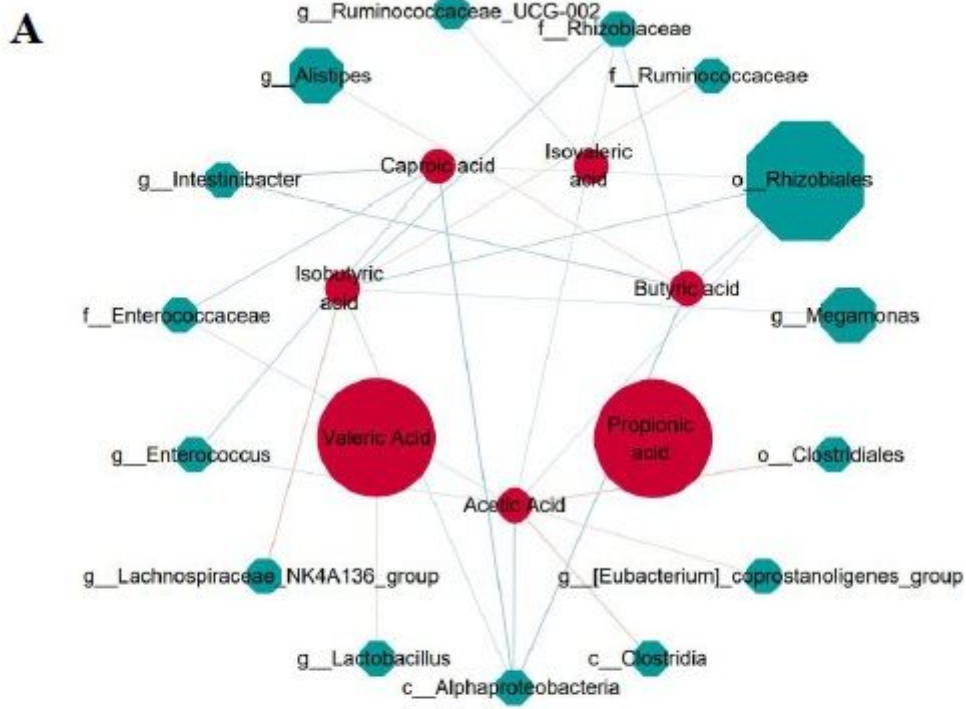 A
g__Ruminococcaceae_UCG-002
f__Rhizobiaceae
g__Alistipes
f__Ruminococcaceae
Caproic acid
Isovaleric
acid
g__Intestinibacter
o__Rhizobiales
Isobutyric
acid
Butyric acid
f__Enterococcaceae
g__Megamonas
Valeric Acid
Propionic
acid
g__Enterococcus
o__Clostridiales
Acetic Acid
g__Lachnospiraceae_NK4A136_group
g__[Eubacterium]_coprostanoligenes_group
g__Lactobacillus
c__Clostridia
c__Alphaproteobacteria